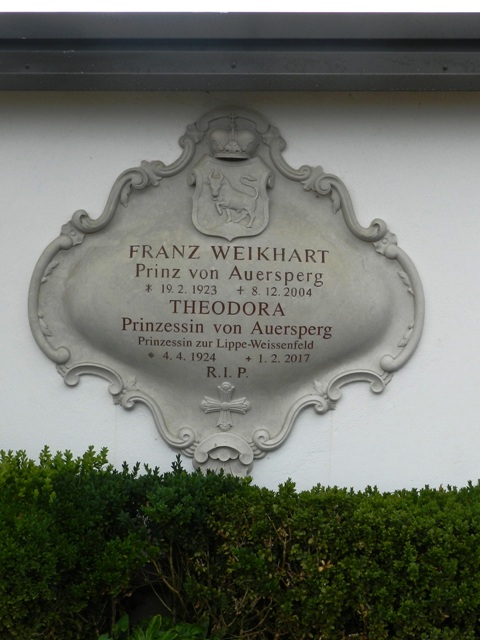 FRANZ WEIKHART
Prinz von Auersperg
* 19. 2. 1923 + 8. 12. 2004
THEODORA
Prinzessin von Auersperg
Prinzessin zur Lippe-Weissenfeld
* 4. 4. 1924 + 1. 2. 2017
R. I. P.